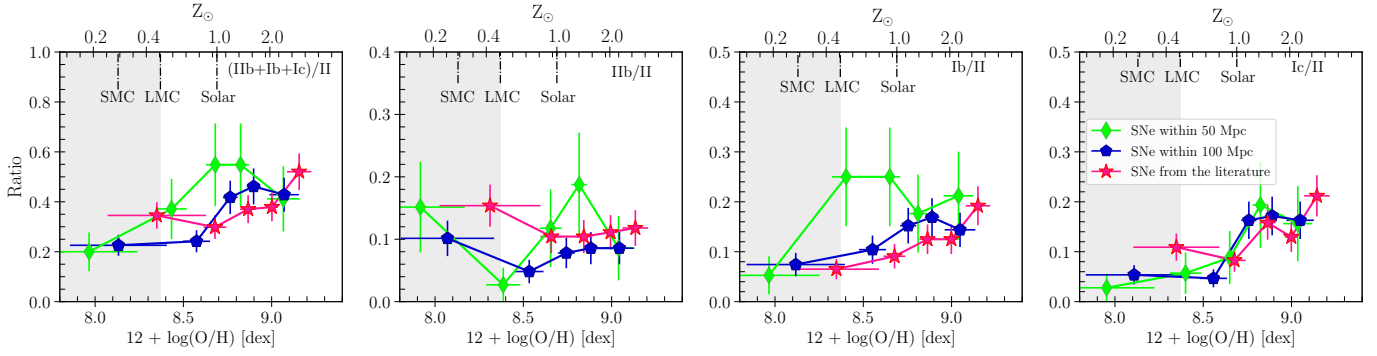 Z⊙
0.2 0.4 1.0 2.0
(IIb+Ib+Ic)/II
SMC LMC Solar
Ratio
1.0
0.8
0.6
0.4
0.2
0.0
8.0 8.5 9.0
12 + log(O/H) [dex]
Z⊙
0.2 0.4 1.0 2.0
IIb/II
SMC LMC Solar
0.4
0.3
0.2
0.1
0.0
8.0 8.5 9.0
12 + log(O/H) [dex]
Z⊙
0.2 0.4 1.0 2.0
Ib/II
SMC LMC Solar
0.5
0.4
0.3
0.2
0.1
0.0
8.0 8.5 9.0
12 + log(O/H) [dex]
Z⊙
0.2 0.4 1.0 2.0
Ic/II
SMC LMC Solar
SNe within 50 Mpc
SNe within 100 Mpc
SNe from the literature
0.5
0.4
0.3
0.2
0.1
0.0
8.0 8.5 9.0
12 + log(O/H) [dex]